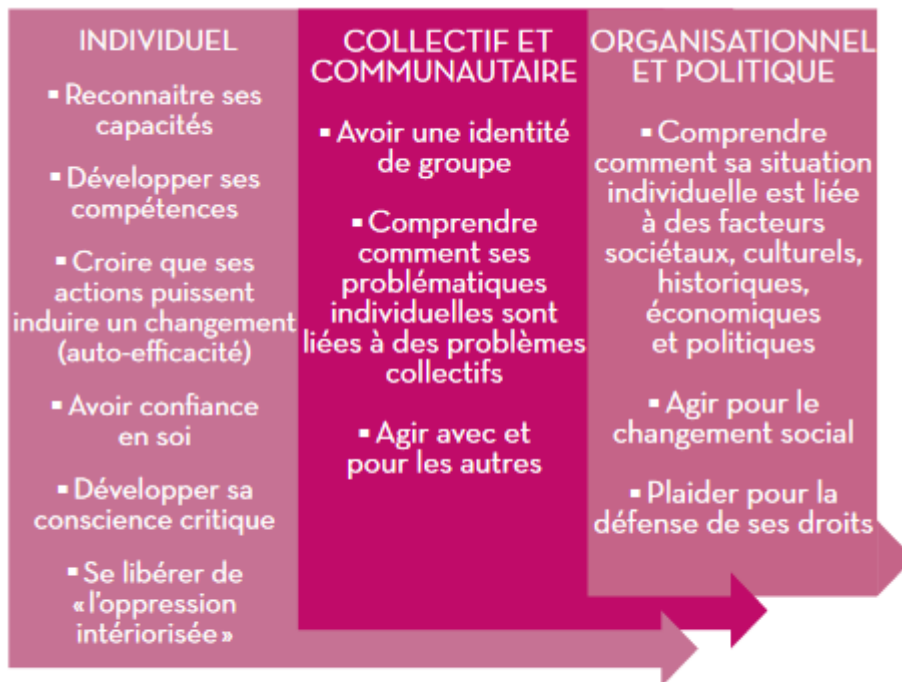 INDIVIDUEL
▪ Reconnaitre ses
capacités
▪ Développer ses
compétences
▪ Croire que ses
actions puissent
induire un changement
(auto-efficacité)
▪ Avoir confiance
en soi
▪ Développer sa
conscience critique
▪ Se libérer de
«l'oppression
intériorisée»
COLLECTIF ET
COMMUNAUTAIRE
▪ Avoir une identité
de groupe
▪ Comprendre
comment ses
problématiques
individuelles sont
liées à des problèmes
collectifs
▪ Agir avec et
pour les autres
ORGANISATIONNEL
ET POLITIQUE
▪ Comprendre
comment sa situation
individuelle est liée
à des facteurs
sociétaux, culturels,
historiques,
économiques
et politiques
▪ Agir pour le
changement social
▪ Plaider pour la
défense de ses droits